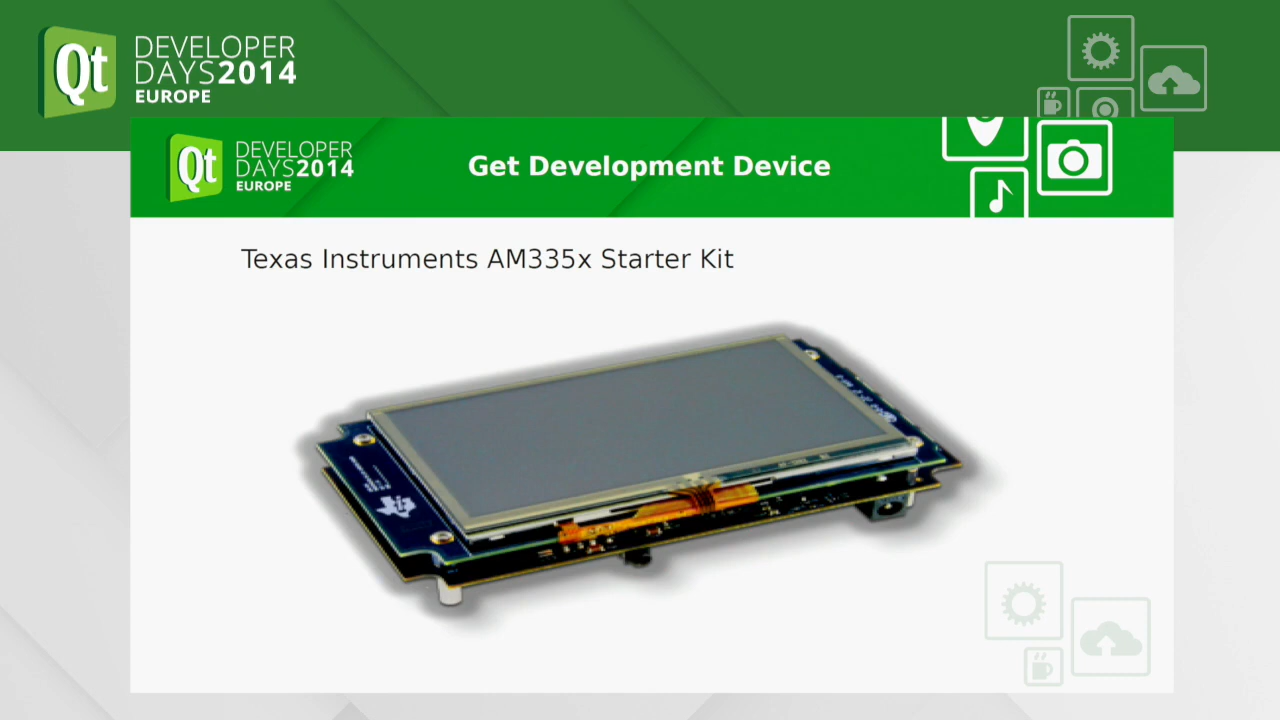 Qt
DEVELOPER
DAYS2014
EUROPE
Qt
DEVELOPER
DAYS2014
EUROPE
Get Development Device
Texas Instruments AM335x Starter Kit